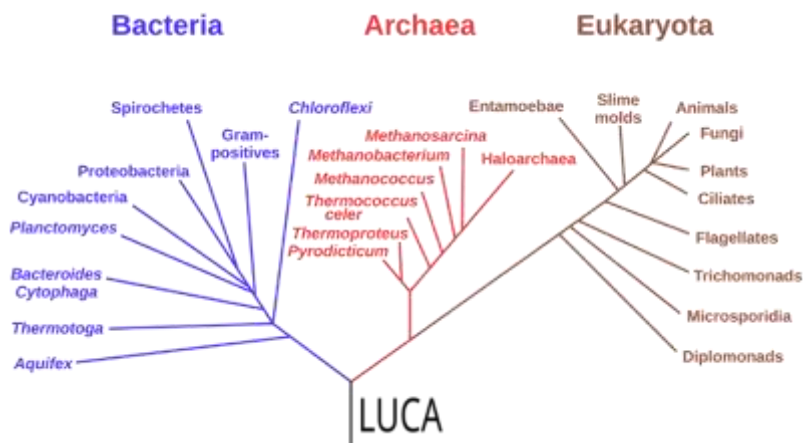 Bacteria
Archaea
Eukaryota
Spirochetes
Chloroflexi
Gram-
positives
Proteobacteria
Cyanobacteria
Planctomyces
Bacteroides
Cytophaga
Thermotoga
Aquifex
Methanosarcina
Methanobacterium
Haloarchaea
Methanococcus
Thermococcus
celer
Thermoproteus
Pyrodicticum
Entamoebae
Slime
molds
Animals
Fungi
Plants
Ciliates
Flagellates
Trichomonads
Microsporidia
Diplomonads
LUCA